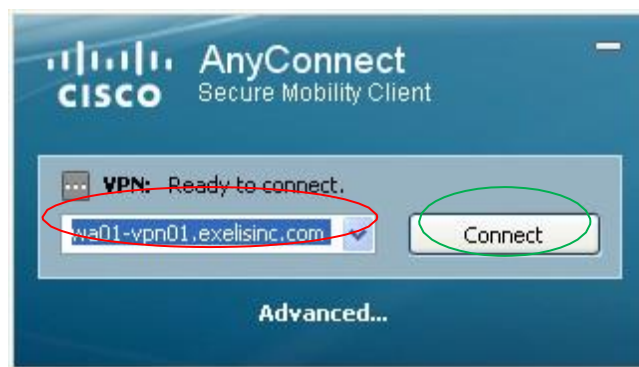 AnyConnect
CISCO
Secure Mobility Client
VPN: Ready to connect.
wa01-vpn01.exelisinc.com
Connect
Advanced...